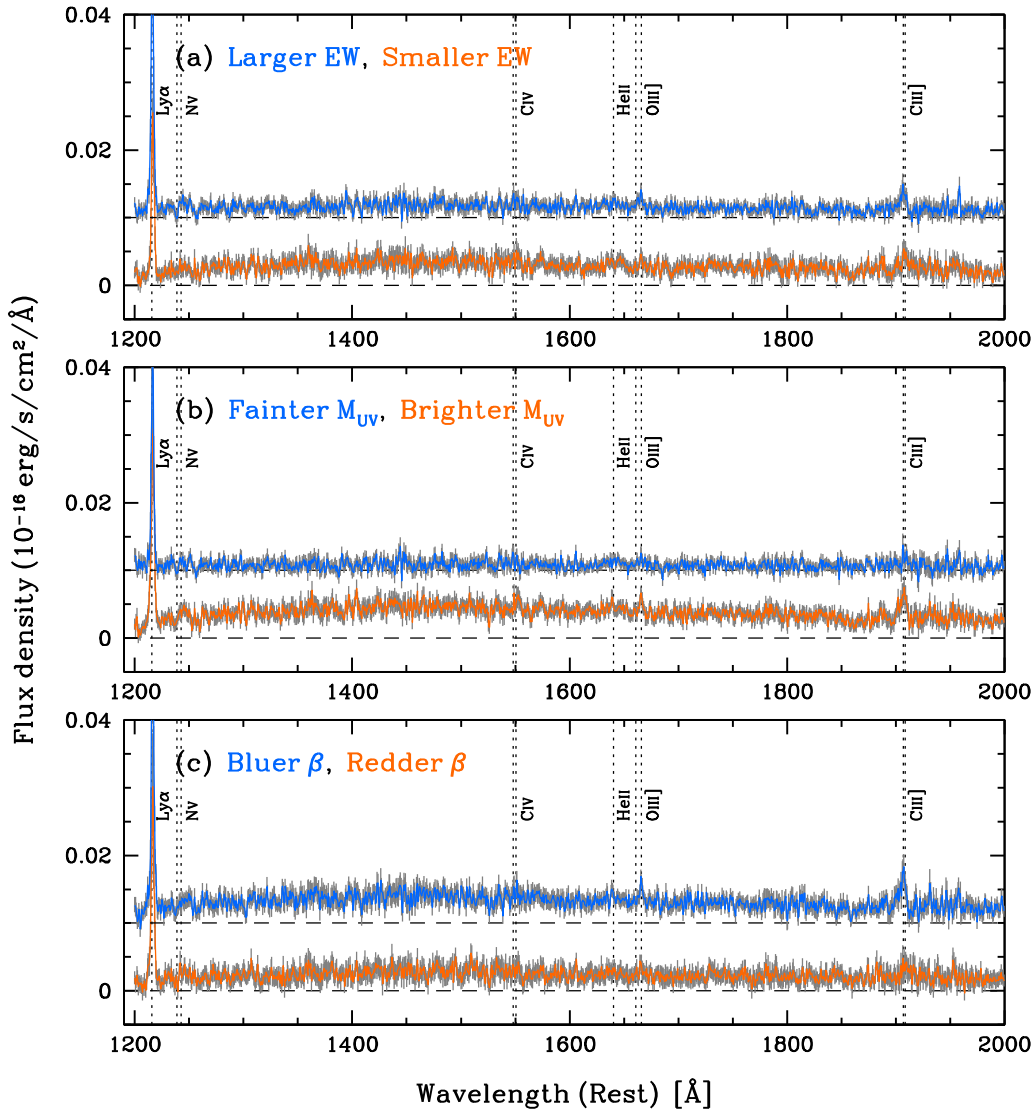 Flux density (10⁻¹⁶ erg/s/cm²/Å)
0.04
(a) Larger EW, Smaller EW
Lyα
Nv
CIV
HeII
OIII]
CIII]
0.02
0
1200
1400
1600
1800
2000
0.04
(b) Fainter M_UV, Brighter M_UV
Lyα
Nv
CIV
HeII
OIII]
CIII]
0.02
0
1200
1400
1600
1800
2000
0.04
(c) Bluer β, Redder β
Lyα
Nv
CIV
HeII
OIII]
CIII]
0.02
0
1200
1400
1600
1800
2000
Wavelength (Rest) [Å]